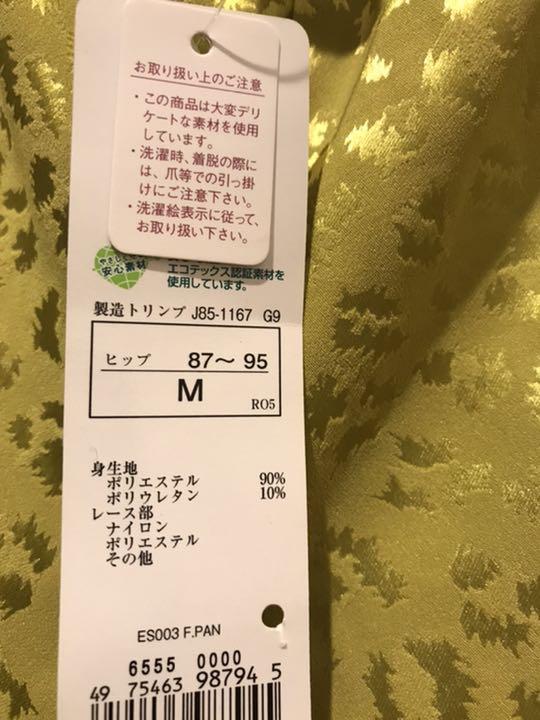 お取り扱い上のご注意
・この商品は大変デリ
ケートな素材を使用
しています。
・洗濯時、着脱の際に
は、爪等での引っ掛
けにご注意下さい。
・洗濯絵表示に従って、
お取り扱い下さい。
安心素材
エコテックス認証素材を
使用しています。
製造トリンプ J85-1167 G9
ヒップ 87〜95
M
RO5
身生地
ポリエステル 90%
ポリウレタン 10%
レース部
ナイロン
ポリエステル
その他
ES003 F.PAN
6555 0000
49 75463 98794 5